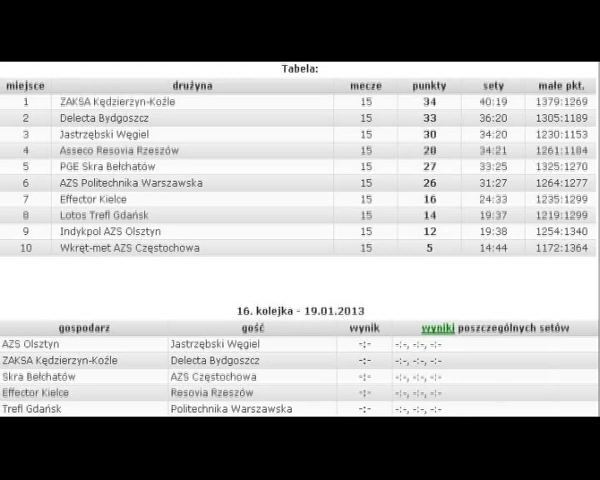 Tabela:
miejsce drużyna mecze punkty sety małe pkt.
1 ZAKSA Kędzierzyn-Koźle 15 34 40:19 1379:1269
2 Delecta Bydgoszcz 15 33 36:20 1305:1189
3 Jastrzębski Węgiel 15 30 34:20 1230:1153
4 Asseco Resovia Rzeszów 15 28 34:21 1261:1184
5 PGE Skra Bełchatów 15 27 33:25 1325:1270
6 AZS Politechnika Warszawska 15 26 31:27 1264:1277
7 Effector Kielce 15 16 24:33 1235:1299
8 Lotos Trefl Gdańsk 15 14 19:37 1219:1299
9 Indykpol AZS Olsztyn 15 12 19:38 1254:1340
10 Wkręt-met AZS Częstochowa 15 5 14:44 1172:1364
16. kolejka - 19.01.2013
gospodarz gość wynik wyniki poszczególnych setów
AZS Olsztyn Jastrzębski Węgiel -:- -:-, -:-, -:-
ZAKSA Kędzierzyn-Koźle Delecta Bydgoszcz -:- -:-, -:-, -:-
Skra Bełchatów AZS Częstochowa -:- -:-, -:-, -:-
Effector Kielce Resovia Rzeszów -:- -:-, -:-, -:-
Trefl Gdańsk Politechnika Warszawska -:- -:-, -:-, -:-